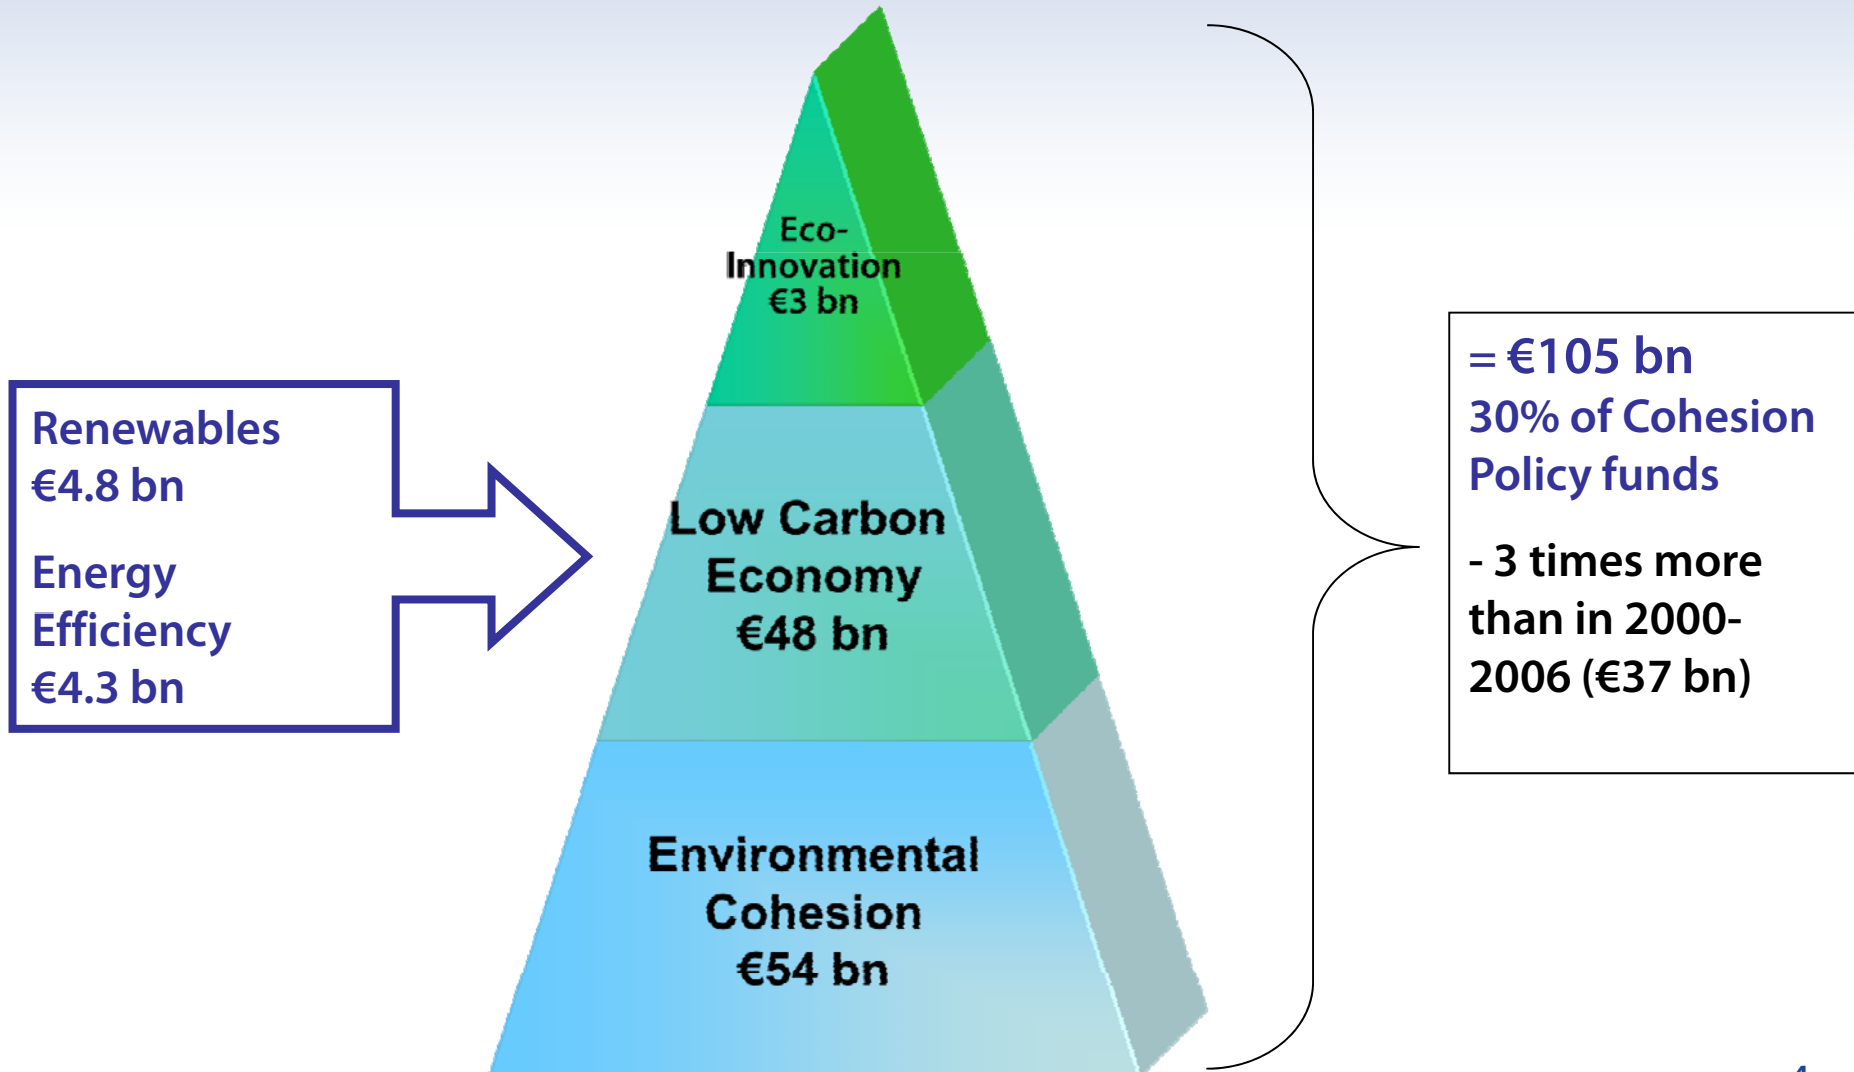 Eco-
Innovation
€3 bn
Renewables
€4.8 bn
Energy
Efficiency
€4.3 bn
Low Carbon
Economy
€48 bn
Environmental
Cohesion
€54 bn
= €105 bn
30% of Cohesion
Policy funds
- 3 times more
than in 2000-
2006 (€37 bn)